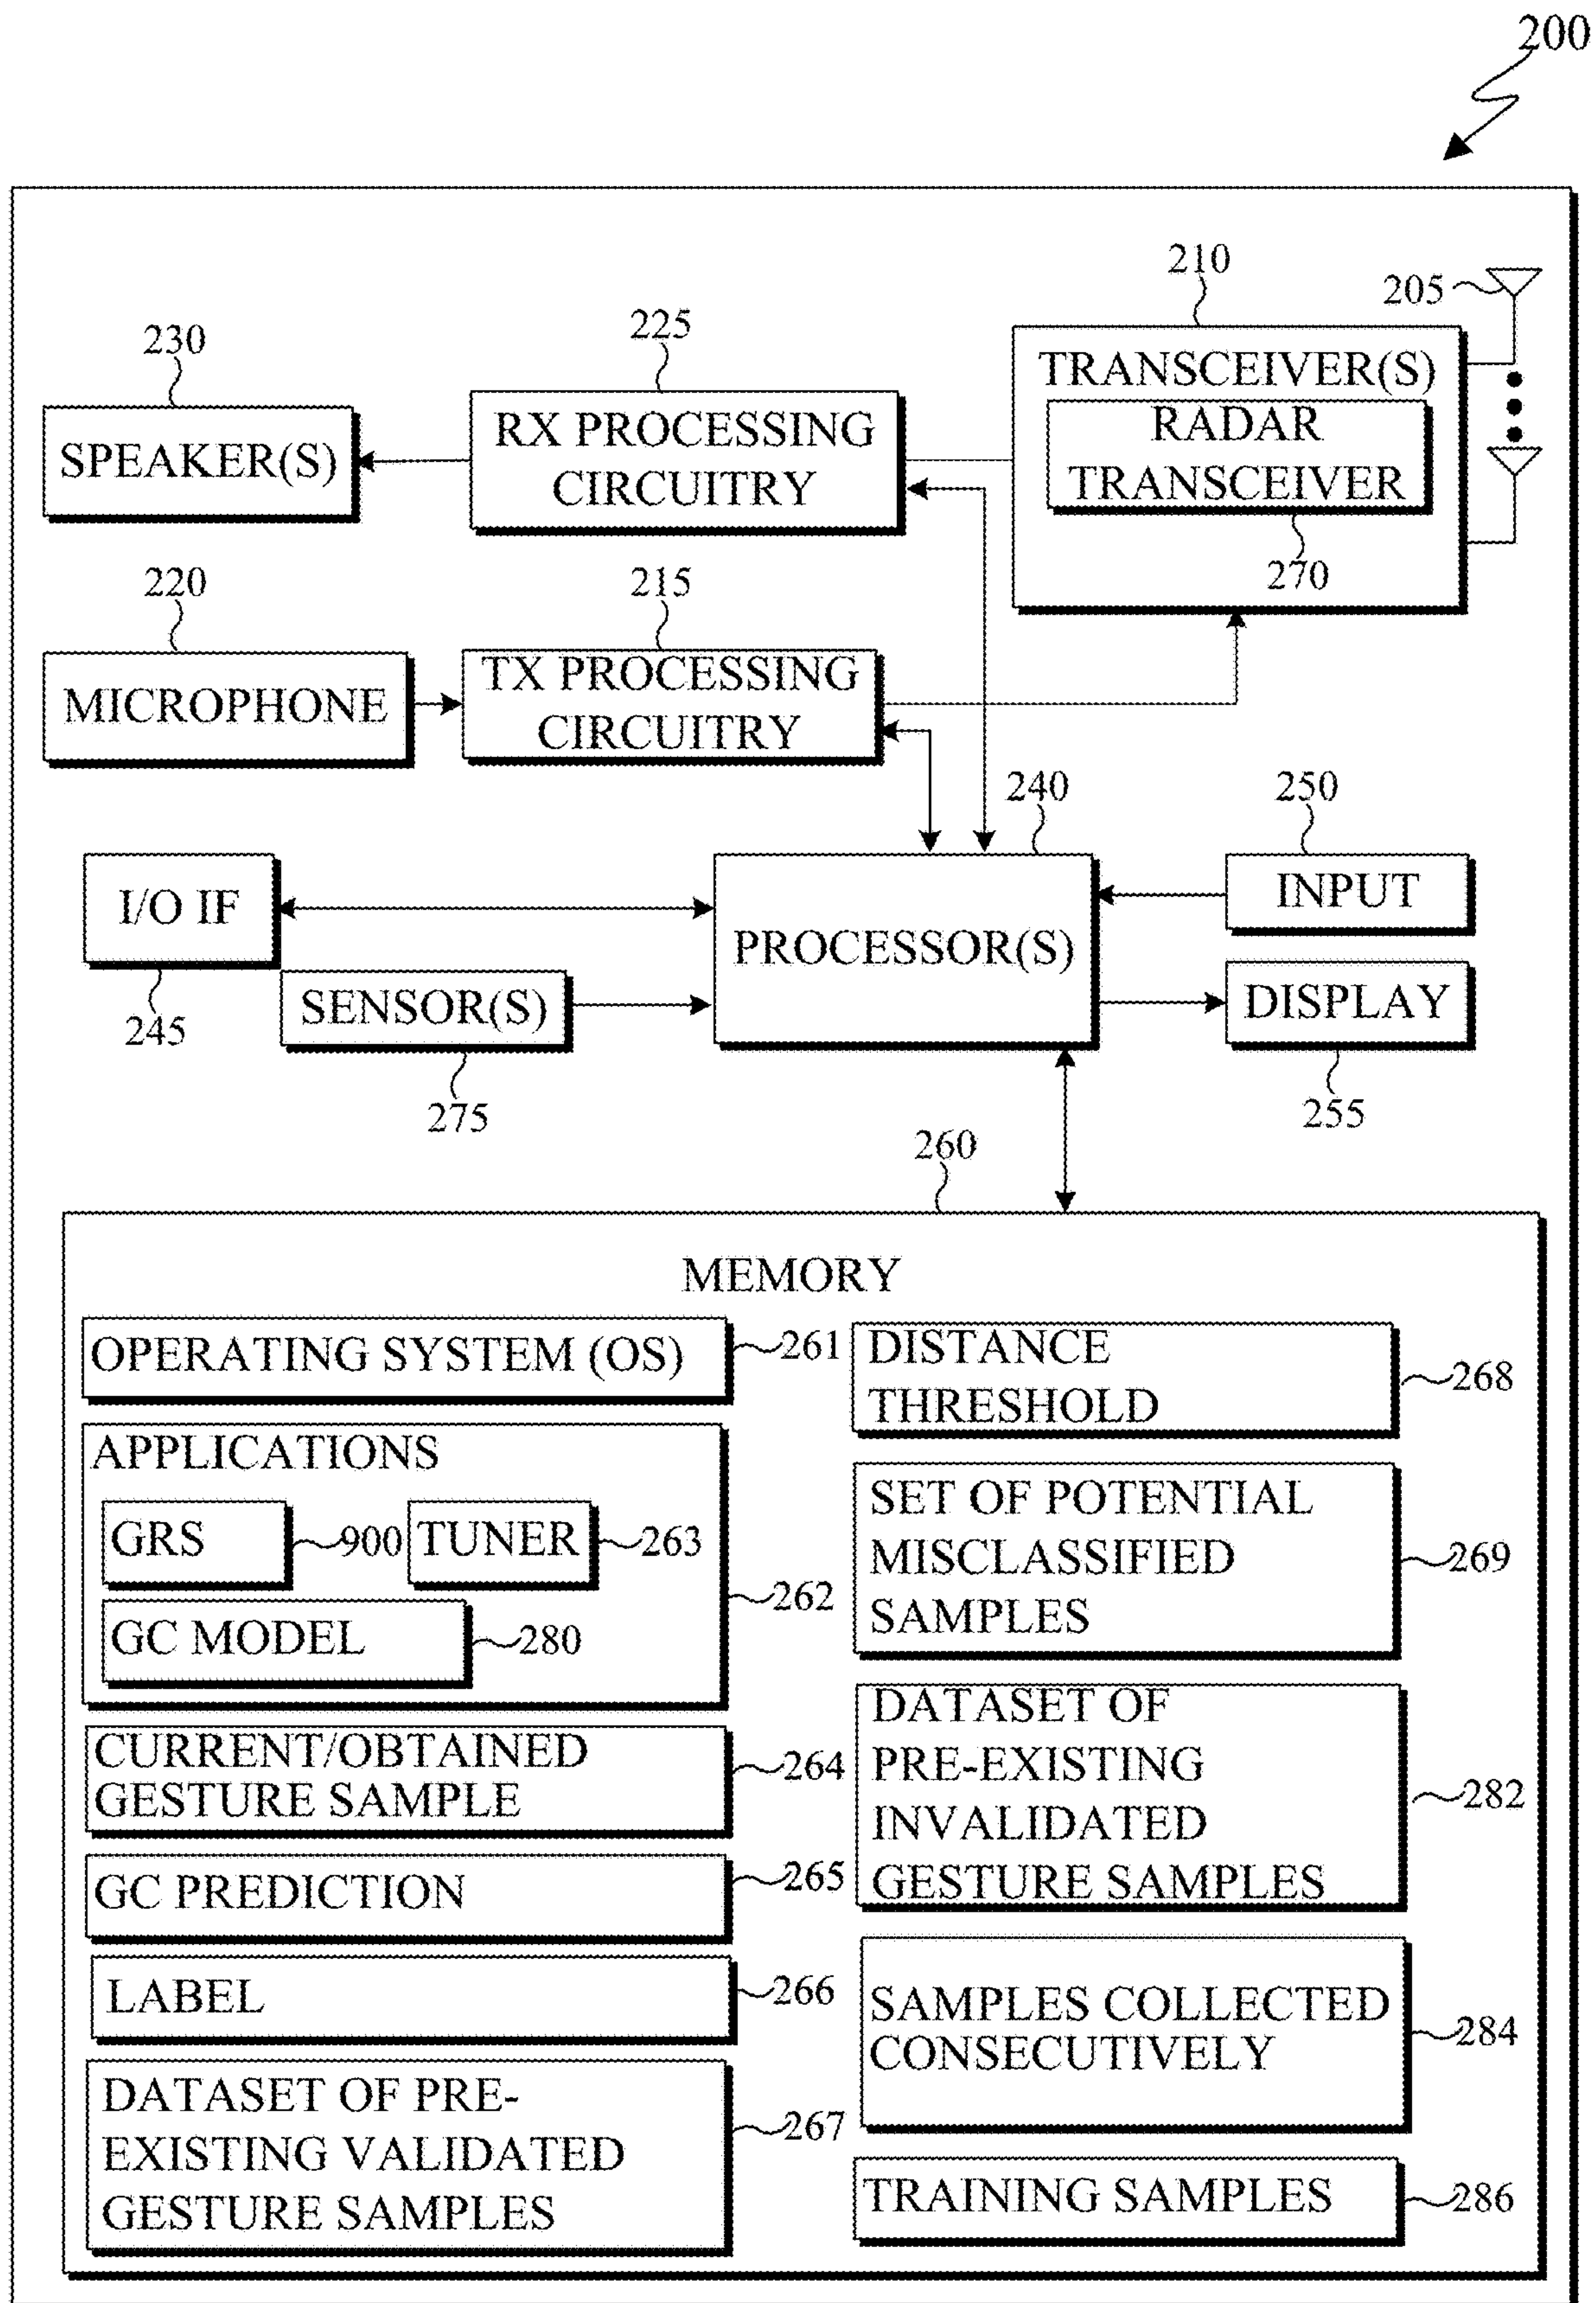 200
210
205
230
225
TRANSCEIVER(S)
RADAR
TRANSCEIVER
270
SPEAKER(S)
RX PROCESSING
CIRCUITRY
220
215
MICROPHONE
TX PROCESSING
CIRCUITRY
240
250
I/O IF
PROCESSOR(S)
INPUT
245
SENSOR(S)
DISPLAY
275
255
260
MEMORY
OPERATING SYSTEM (OS)
261
APPLICATIONS
GRS
900
TUNER
263
262
GC MODEL
280
CURRENT/OBTAINED
GESTURE SAMPLE
264
GC PREDICTION
265
LABEL
266
DATASET OF PRE-
EXISTING VALIDATED
GESTURE SAMPLES
267
DISTANCE
THRESHOLD
268
SET OF POTENTIAL
MISCLASSIFIED
SAMPLES
269
DATASET OF
PRE-EXISTING
INVALIDATED
GESTURE SAMPLES
282
SAMPLES COLLECTED
CONSECUTIVELY
284
TRAINING SAMPLES
286